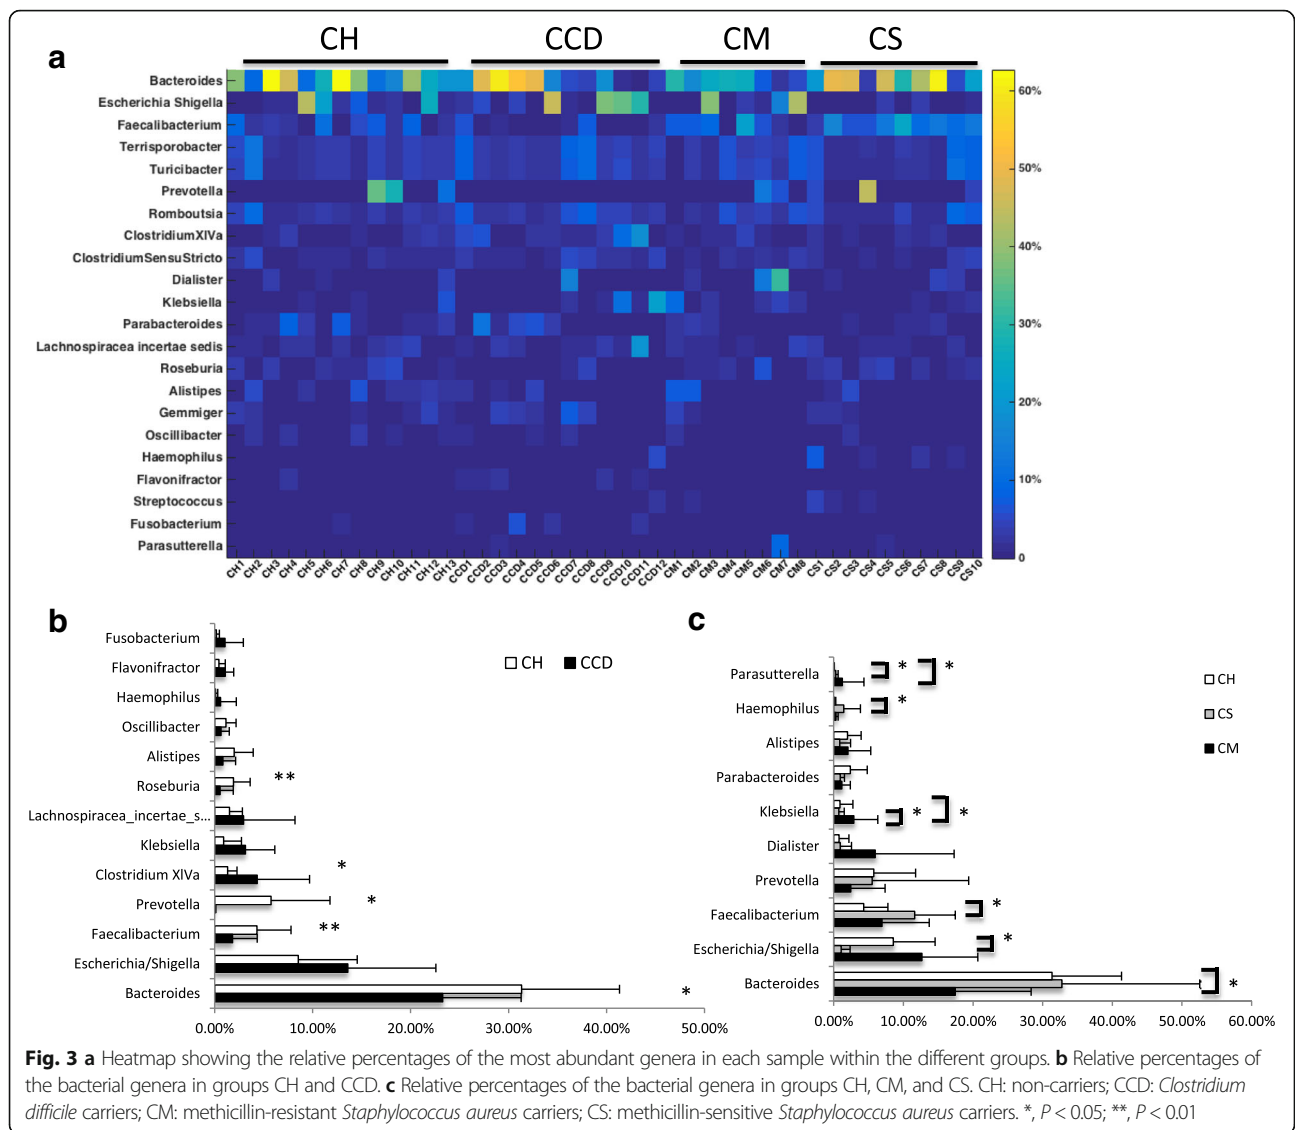 a
CH CCD CM CS
Bacteroides
Escherichia Shigella
Faecalibacterium
Terrisporobacter
Turicibacter
Prevotella
Romboutsia
ClostridiumXIVa
ClostridiumSensuStricto
Dialister
Klebsiella
Parabacteroides
Lachnospiracea incertae sedis
Roseburia
Alistipes
Gemmiger
Oscillibacter
Haemophilus
Flavonifractor
Streptococcus
Fusobacterium
Parasutterella
60%
50%
40%
30%
20%
10%
0
CH1 CH2 CH3 CH4 CH5 CH6 CH7 CH8 CH9 CH10 CH11 CH12 CH13 CCD1 CCD2 CCD3 CCD4 CCD5 CCD6 CCD7 CCD8 CCD9 CCD10 CCD11 CCD12 CM1 CM2 CM3 CM4 CM5 CM6 CM7 CM8 CS1 CS2 CS3 CS4 CS5 CS6 CS7 CS8 CS9 CS10
b
CH CCD
Fusobacterium
Flavonifractor
Haemophilus
Oscillibacter
Alistipes
Roseburia **
Lachnospiracea_incertae_s...
Klebsiella
Clostridium XIVa *
Prevotella *
Faecalibacterium **
Escherichia/Shigella
Bacteroides *
0.00% 10.00% 20.00% 30.00% 40.00% 50.00%
c
CH
CS
CM
Parasutterella * *
Haemophilus *
Alistipes
Parabacteroides
Klebsiella * *
Dialister
Prevotella
Faecalibacterium *
Escherichia/Shigella *
Bacteroides *
0.00% 10.00% 20.00% 30.00% 40.00% 50.00% 60.00%
Fig. 3 a Heatmap showing the relative percentages of the most abundant genera in each sample within the different groups. b Relative percentages of
the bacterial genera in groups CH and CCD. c Relative percentages of the bacterial genera in groups CH, CM, and CS. CH: non-carriers; CCD: Clostridium
difficile carriers; CM: methicillin-resistant Staphylococcus aureus carriers; CS: methicillin-sensitive Staphylococcus aureus carriers. *, P < 0.05; **, P < 0.01